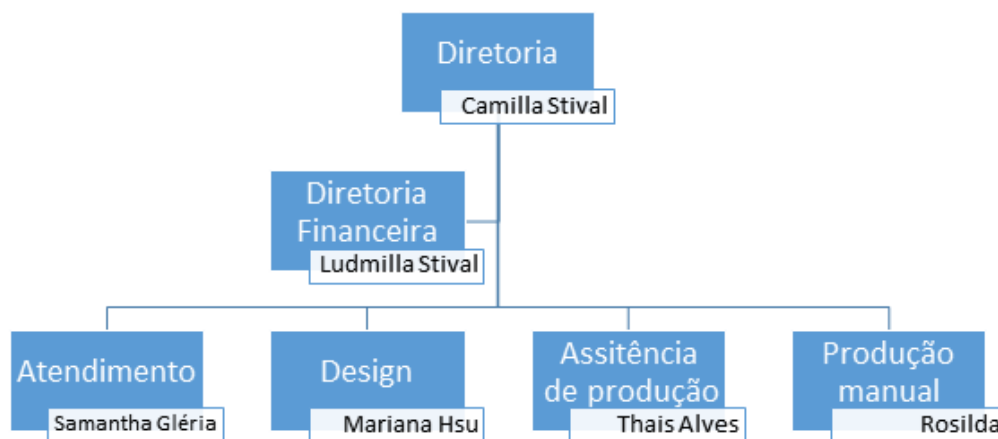 Diretoria
Camilla Stival
Diretoria
Financeira
Ludmilla Stival
Atendimento
Samantha Gléria
Design
Mariana Hsu
Assitência
de produção
Thais Alves
Produção
manual
Rosilda